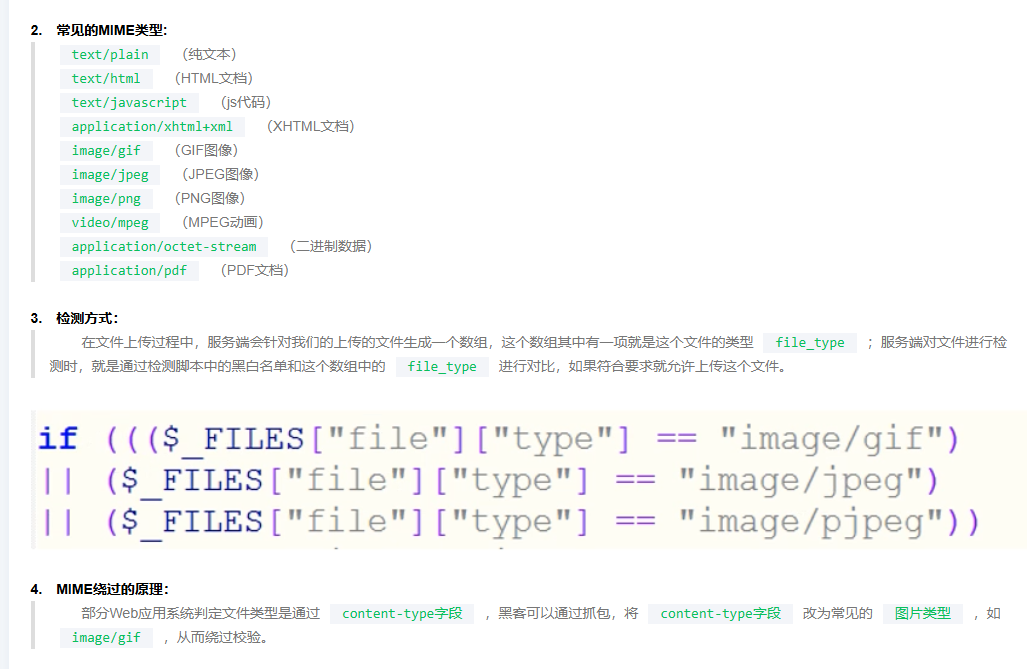 2. 常见的MIME类型:
text/plain （纯文本）
text/html （HTML文档）
text/javascript （js代码）
application/xhtml+xml （XHTML文档）
image/gif （GIF图像）
image/jpeg （JPEG图像）
image/png （PNG图像）
video/mpeg （MPEG动画）
application/octet-stream （二进制数据）
application/pdf （PDF文档）
3. 检测方式：
在文件上传过程中，服务端会针对我们的上传的文件生成一个数组，这个数组其中有一项就是这个文件的类型 file_type ；服务端对文件进行检
测时，就是通过检测脚本中的黑白名单和这个数组中的 file_type 进行对比，如果符合要求就允许上传这个文件。
if ((($_FILES["file"]["type"] == "image/gif")
|| ($_FILES["file"]["type"] == "image/jpeg")
|| ($_FILES["file"]["type"] == "image/pjpeg"))
4. MIME绕过的原理：
部分Web应用系统判定文件类型是通过 content-type字段 ，黑客可以通过抓包，将 content-type字段 改为常见的 图片类型 ，如
image/gif ，从而绕过校验。